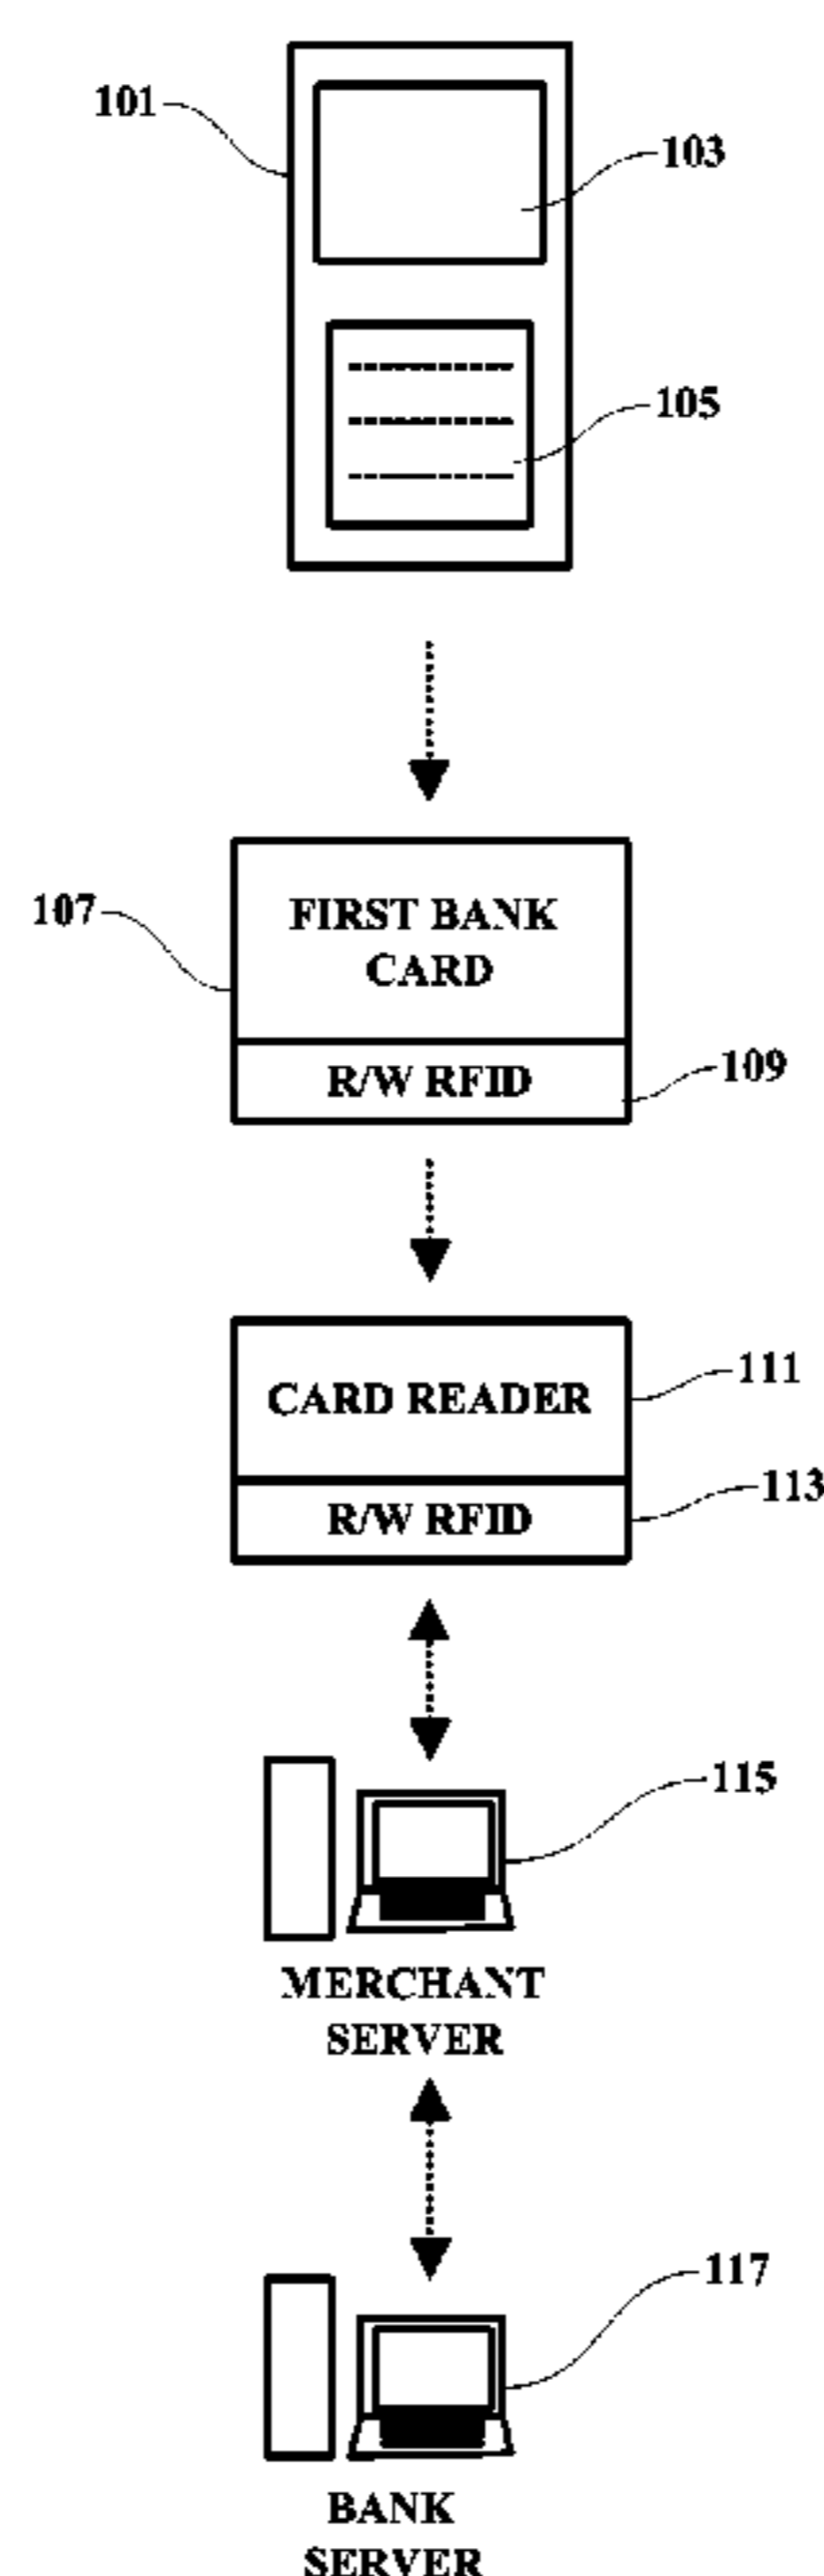 101
103
105
107
FIRST BANK
CARD
R/W RFID
109
CARD READER
111
R/W RFID
113
115
MERCHANT
SERVER
117
BANK
SERVER